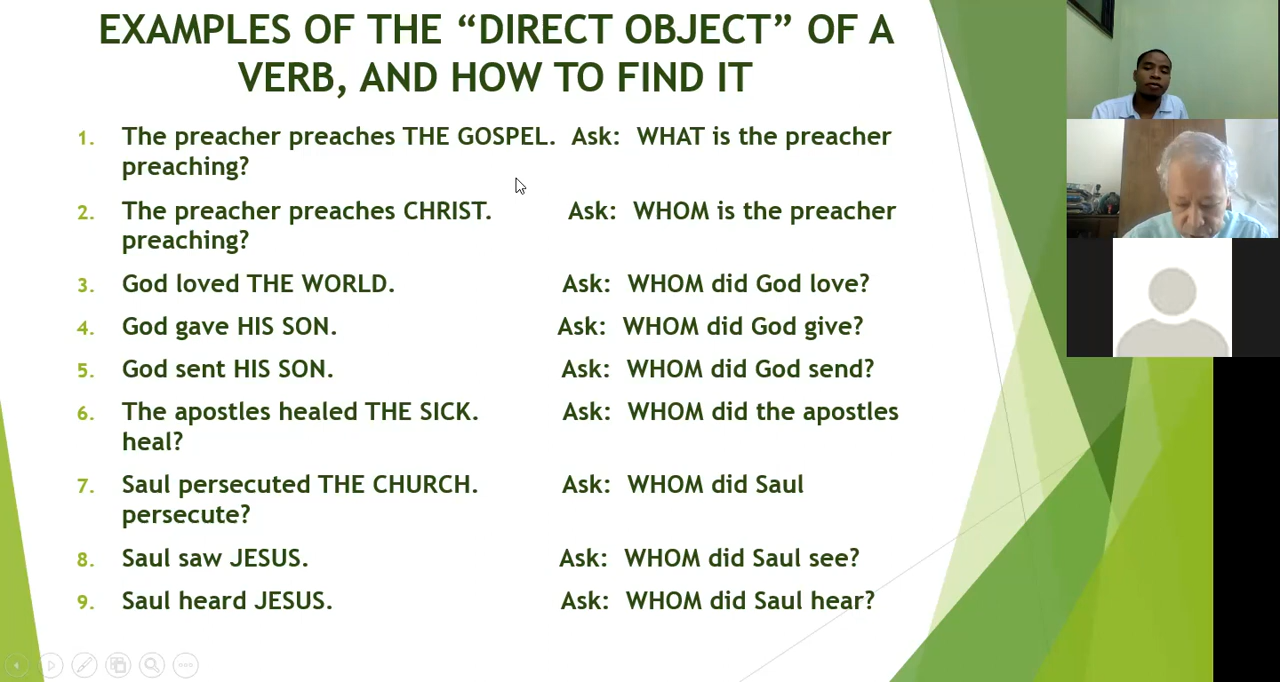 EXAMPLES OF THE “DIRECT OBJECT” OF A
VERB, AND HOW TO FIND IT
1. The preacher preaches THE GOSPEL. Ask: WHAT is the preacher
preaching?
2. The preacher preaches CHRIST. Ask: WHOM is the preacher
preaching?
3. God loved THE WORLD. Ask: WHOM did God love?
4. God gave HIS SON. Ask: WHOM did God give?
5. God sent HIS SON. Ask: WHOM did God send?
6. The apostles healed THE SICK. Ask: WHOM did the apostles
heal?
7. Saul persecuted THE CHURCH. Ask: WHOM did Saul
persecute?
8. Saul saw JESUS. Ask: WHOM did Saul see?
9. Saul heard JESUS. Ask: WHOM did Saul hear?